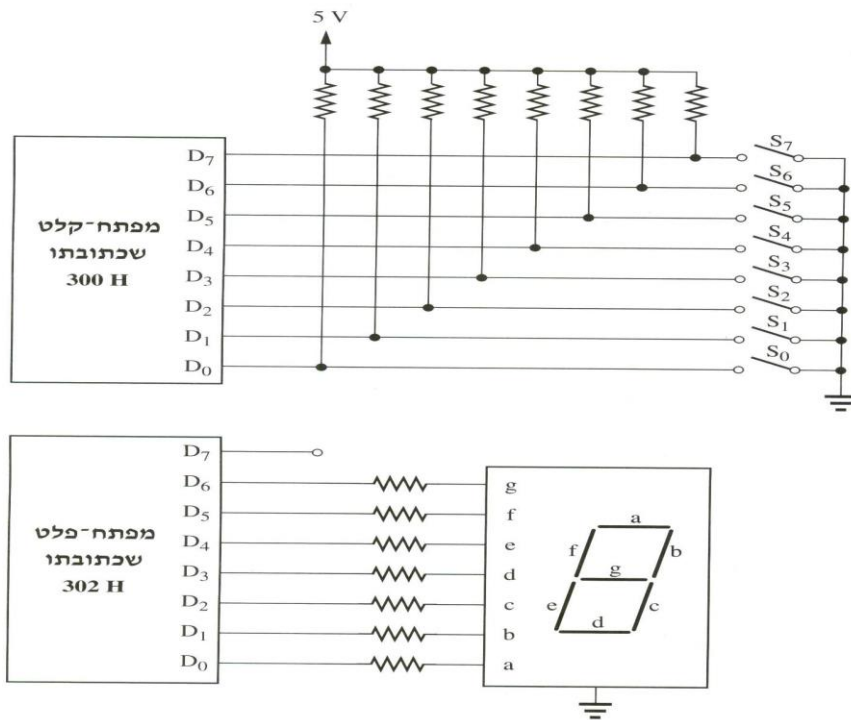 5 V
D₇
D₆
D₅
D₄
D₃
D₂
D₁
D₀
מפתח-קלט
שכתובתו
300 H
S₇
S₆
S₅
S₄
S₃
S₂
S₁
S₀
D₇
D₆
D₅
D₄
D₃
D₂
D₁
D₀
מפתח-פלט
שכתובתו
302 H
g
f
e
d
c
b
a
a
f
b
g
e
c
d